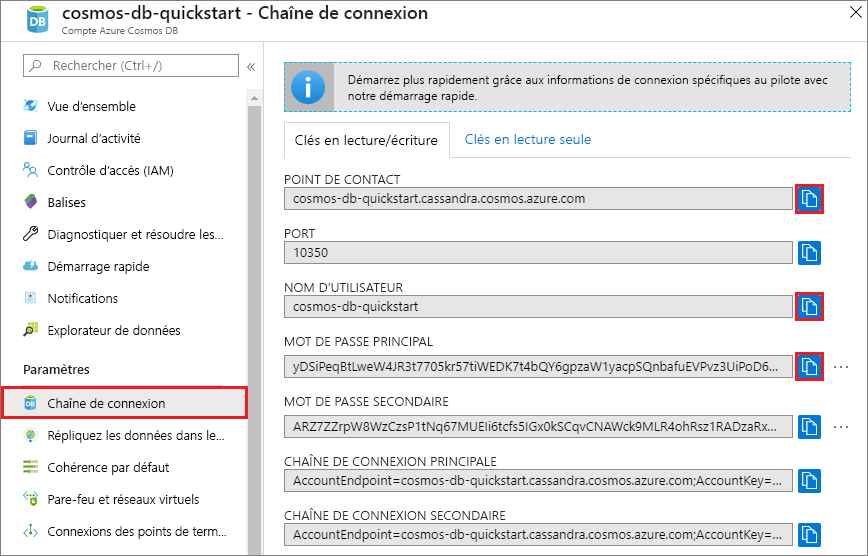 cosmos-db-quickstart - Chaîne de connexion
Compte Azure Cosmos DB
Rechercher (Ctrl+/)
Vue d'ensemble
Journal d'activité
Contrôle d'accès (IAM)
Balises
Diagnostiquer et résoudre les...
Démarrage rapide
Notifications
Explorateur de données
Paramètres
Chaîne de connexion
Répliquez les données dans le...
Cohérence par défaut
Pare-feu et réseaux virtuels
Connexions des points de term...
Démarrez plus rapidement grâce aux informations de connexion spécifiques au pilote avec
notre démarrage rapide.
Clés en lecture/écriture
Clés en lecture seule
POINT DE CONTACT
cosmos-db-quickstart.cassandra.cosmos.azure.com
PORT
10350
NOM D'UTILISATEUR
cosmos-db-quickstart
MOT DE PASSE PRINCIPAL
yDSiPeqBtLweW4JR3t7705kr57tiWEDK7t4bQY6gpzaW1yacpSQnbafuEVPvz3UiPoD6...
MOT DE PASSE SECONDAIRE
ARZ7ZZrpW8WzCzsP1tNq67MUEIi6tcfs5IGx0kSCqvCNAWck9MLR4ohRsz1RADzaRx...
CHAÎNE DE CONNEXION PRINCIPALE
AccountEndpoint=cosmos-db-quickstart.cassandra.cosmos.azure.com;AccountKey=...
CHAÎNE DE CONNEXION SECONDAIRE
AccountEndpoint=cosmos-db-quickstart.cassandra.cosmos.azure.com;AccountKey=...